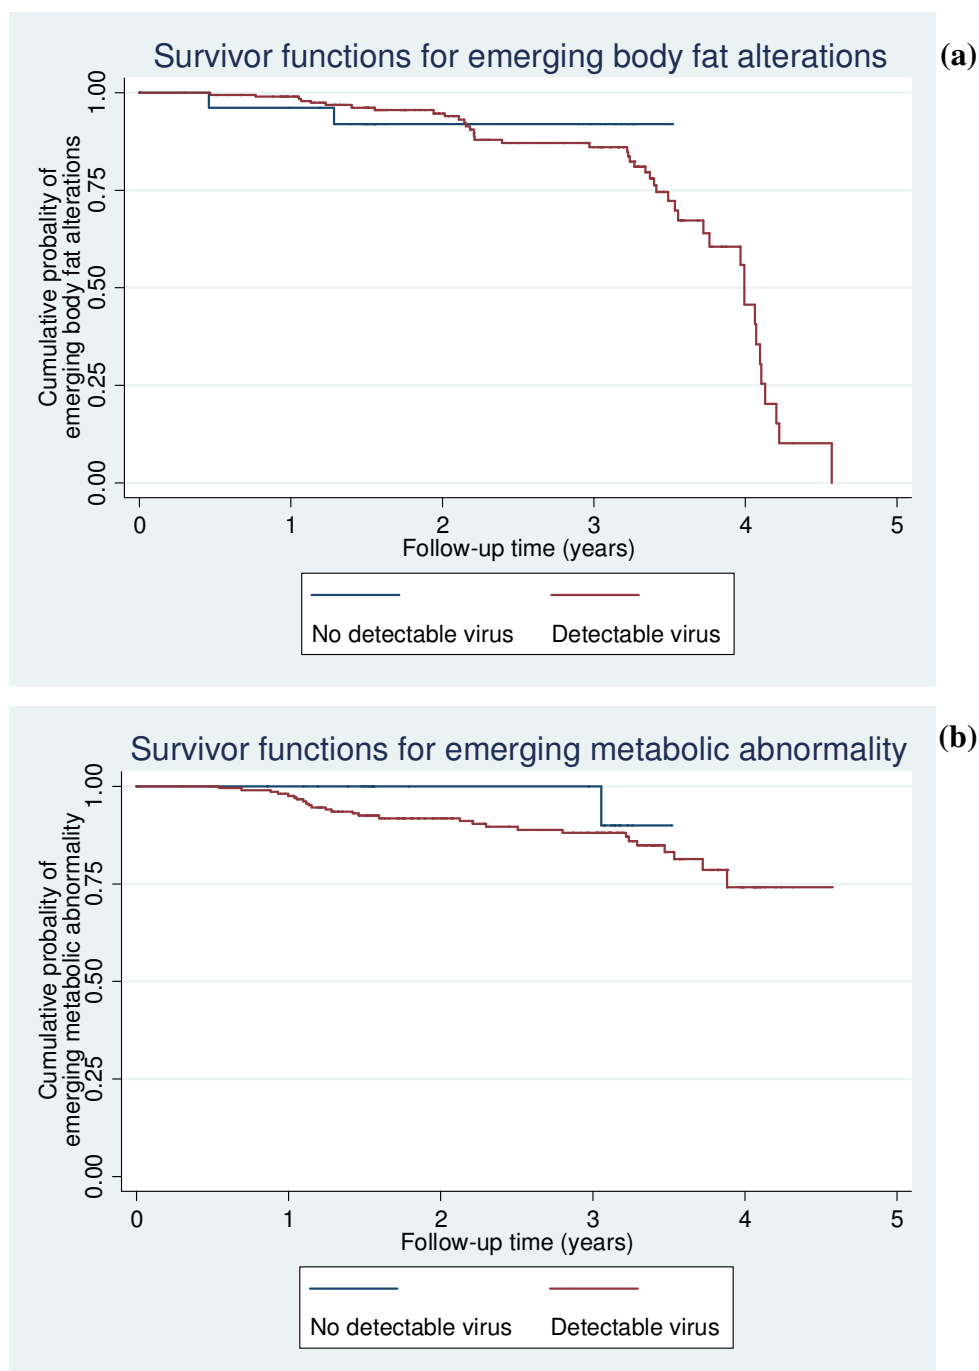 Survivor functions for emerging body fat alterations
(a)
Cumulative probality of
emerging body fat alterations
1.00
0.75
0.50
0.25
0.00
0 1 2 3 4 5
Follow-up time (years)
No detectable virus Detectable virus
Survivor functions for emerging metabolic abnormality
(b)
Cumulative probality of
emerging metabolic abnormality
1.00
0.75
0.50
0.25
0.00
0 1 2 3 4 5
Follow-up time (years)
No detectable virus Detectable virus